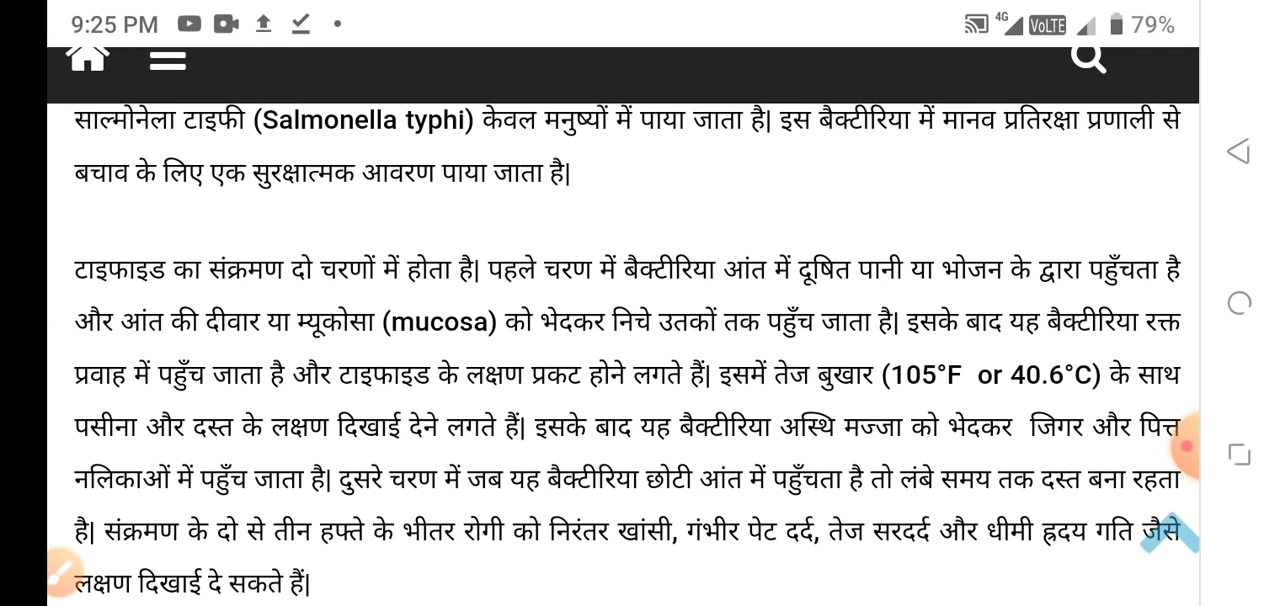 9:25 PM
4G VoLTE 79%
साल्मोनेला टाइफी (Salmonella typhi) केवल मनुष्यों में पाया जाता है| इस बैक्टीरिया में मानव प्रतिरक्षा प्रणाली से
बचाव के लिए एक सुरक्षात्मक आवरण पाया जाता है|
टाइफाइड का संक्रमण दो चरणों में होता है| पहले चरण में बैक्टीरिया आंत में दूषित पानी या भोजन के द्वारा पहुँचता है
और आंत की दीवार या म्यूकोसा (mucosa) को भेदकर निचे उतकों तक पहुँच जाता है| इसके बाद यह बैक्टीरिया रक्त
प्रवाह में पहुँच जाता है और टाइफाइड के लक्षण प्रकट होने लगते हैं| इसमें तेज बुखार (105°F or 40.6°C) के साथ
पसीना और दस्त के लक्षण दिखाई देने लगते हैं| इसके बाद यह बैक्टीरिया अस्थि मज्जा को भेदकर जिगर और पित्त
नलिकाओं में पहुँच जाता है| दुसरे चरण में जब यह बैक्टीरिया छोटी आंत में पहुँचता है तो लंबे समय तक दस्त बना रहता
है| संक्रमण के दो से तीन हफ्ते के भीतर रोगी को निरंतर खांसी, गंभीर पेट दर्द, तेज सरदर्द और धीमी ह्रदय गति जैसे
लक्षण दिखाई दे सकते हैं|